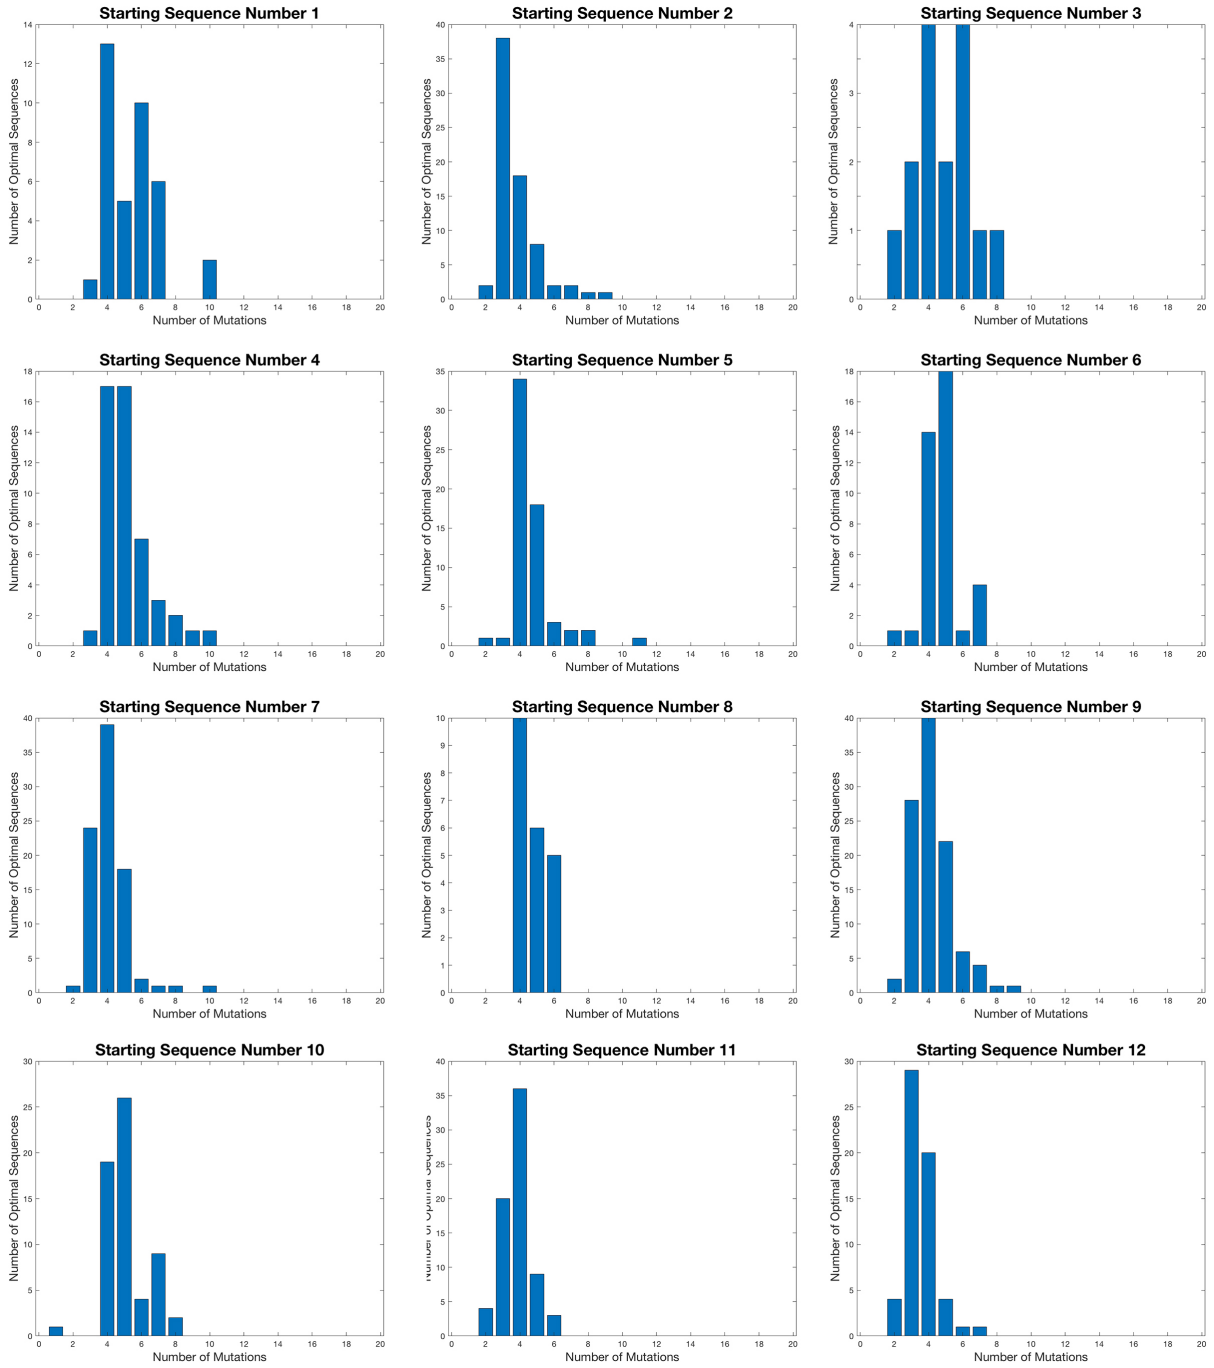 Starting Sequence Number 1
Number of Optimal Sequences
14
12
10
8
6
4
2
0
0 2 4 6 8 10 12 14 16 18 20
Number of Mutations
Starting Sequence Number 2
Number of Optimal Sequences
40
35
30
25
20
15
10
5
0
0 2 4 6 8 10 12 14 16 18 20
Number of Mutations
Starting Sequence Number 3
Number of Optimal Sequences
4
3
2
1
0
0 2 4 6 8 10 12 14 16 18 20
Number of Mutations
Starting Sequence Number 4
Number of Optimal Sequences
18
16
14
12
10
8
6
4
2
0
0 2 4 6 8 10 12 14 16 18 20
Number of Mutations
Starting Sequence Number 5
Number of Optimal Sequences
35
30
25
20
15
10
5
0
0 2 4 6 8 10 12 14 16 18 20
Number of Mutations
Starting Sequence Number 6
Number of Optimal Sequences
18
16
14
12
10
8
6
4
2
0
0 2 4 6 8 10 12 14 16 18 20
Number of Mutations
Starting Sequence Number 7
Number of Optimal Sequences
40
35
30
25
20
15
10
5
0
0 2 4 6 8 10 12 14 16 18 20
Number of Mutations
Starting Sequence Number 8
Number of Optimal Sequences
10
9
8
7
6
5
4
3
2
1
0
0 2 4 6 8 10 12 14 16 18 20
Number of Mutations
Starting Sequence Number 9
Number of Optimal Sequences
40
35
30
25
20
15
10
5
0
0 2 4 6 8 10 12 14 16 18 20
Number of Mutations
Starting Sequence Number 10
Number of Optimal Sequences
30
25
20
15
10
5
0
0 2 4 6 8 10 12 14 16 18 20
Number of Mutations
Starting Sequence Number 11
Number of Optimal Sequences
40
35
30
25
20
15
10
5
0
0 2 4 6 8 10 12 14 16 18 20
Number of Mutations
Starting Sequence Number 12
Number of Optimal Sequences
30
25
20
15
10
5
0
0 2 4 6 8 10 12 14 16 18 20
Number of Mutations